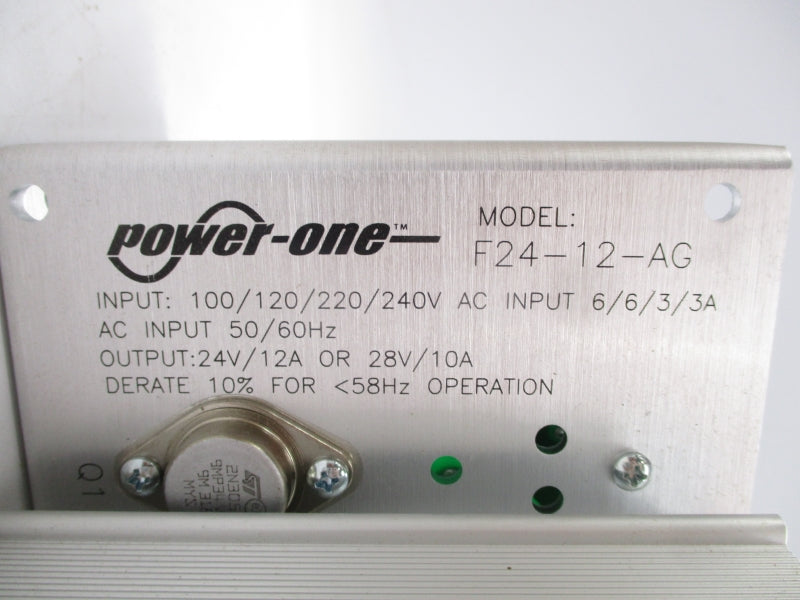 power-one™
MODEL:
F24-12-AG
INPUT: 100/120/220/240V AC INPUT 6/6/3/3A
AC INPUT 50/60Hz
OUTPUT:24V/12A OR 28V/10A
DERATE 10% FOR <58Hz OPERATION
Q1
ST